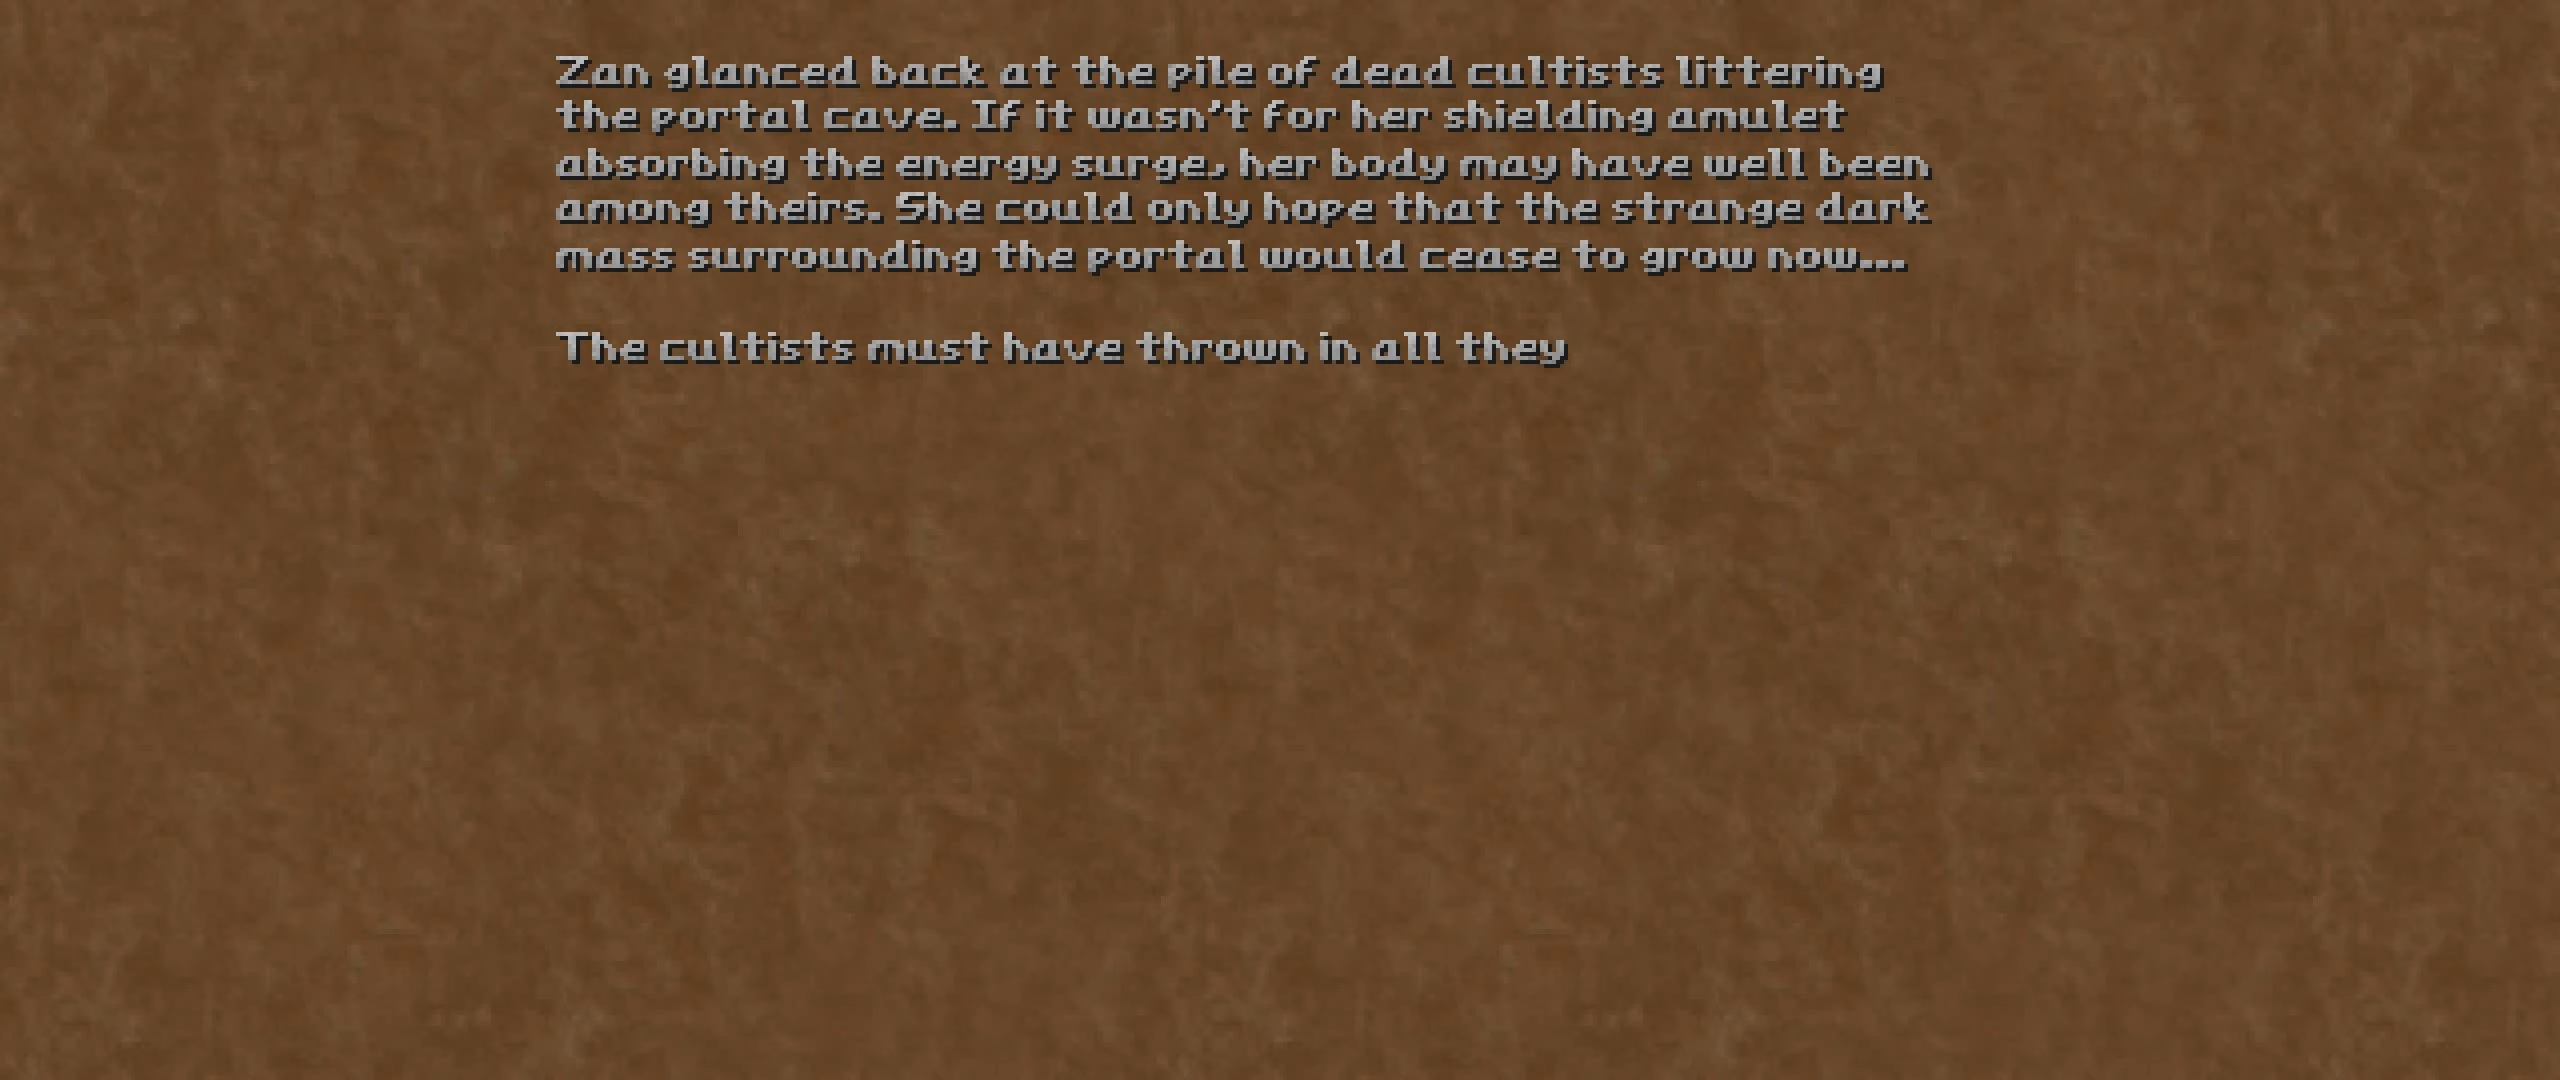 Zan glanced back at the pile of dead cultists littering
the portal cave. If it wasn't for her shielding amulet
absorbing the energy surge, her body may have well been
among theirs. She could only hope that the strange dark
mass surrounding the portal would cease to grow now...
The cultists must have thrown in all they